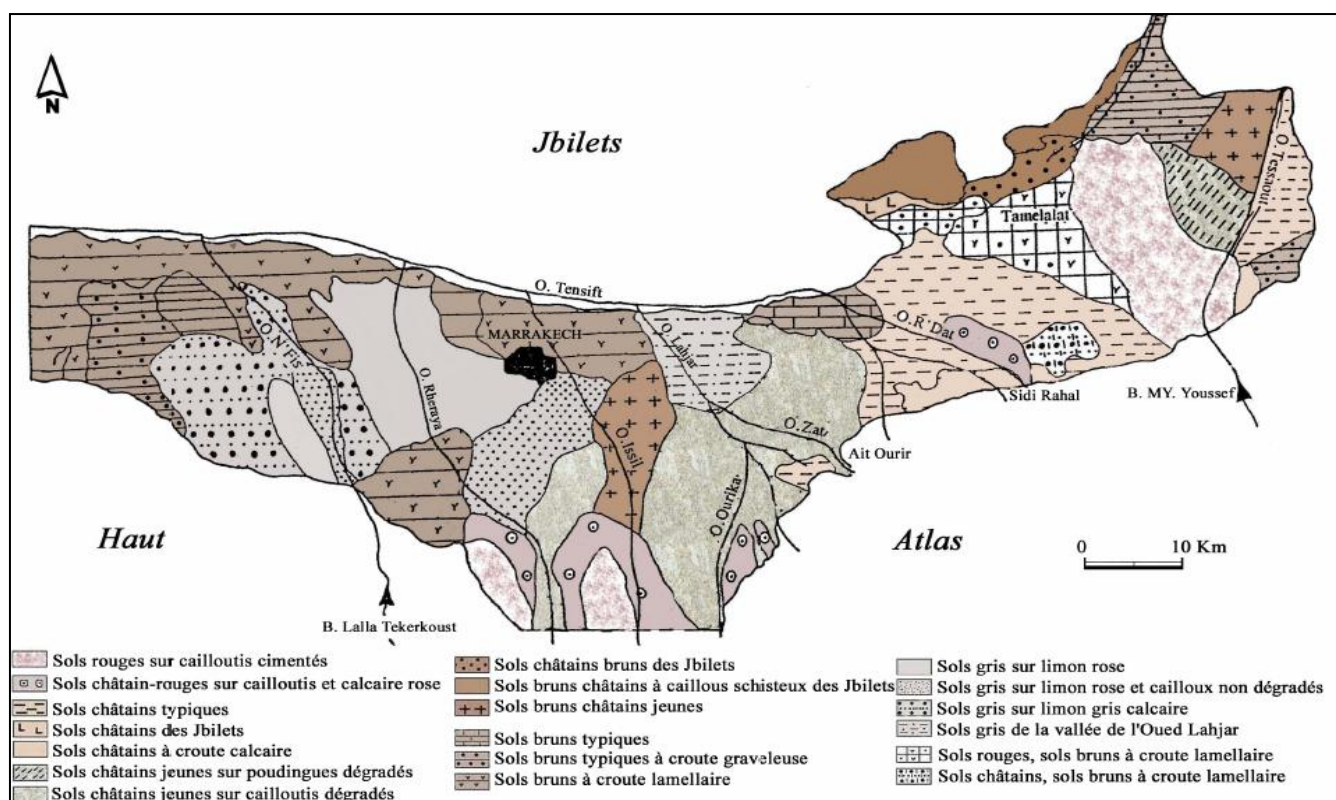 N
Jbilets
O. Tessaout
Tamelalat
O. Tensift
O. N'Fis
MARRAKECH
O. Lahjar
O. R'Dat
O. Rheraya
Sidi Rahal
B. MY. Youssef
O. Zat
O. Issil
Ait Ourir
O. Ourika
Haut
Atlas
0 10 Km
B. Lalla Tekerkoust
Sols rouges sur cailloutis cimentés
Sols châtain-rouges sur cailloutis et calcaire rose
Sols châtains typiques
Sols châtains des Jbilets
Sols châtains à croute calcaire
Sols châtains jeunes sur poudingues dégradés
Sols châtains jeunes sur cailloutis dégradés
Sols châtains bruns des Jbilets
Sols bruns châtains à caillous schisteux des Jbilets
Sols bruns châtains jeunes
Sols bruns typiques
Sols bruns typiques à croute graveleuse
Sols bruns à croute lamellaire
Sols gris sur limon rose
Sols gris sur limon rose et cailloux non dégradés
Sols gris sur limon gris calcaire
Sols gris de la vallée de l'Oued Lahjar
Sols rouges, sols bruns à croute lamellaire
Sols châtains, sols bruns à croute lamellaire